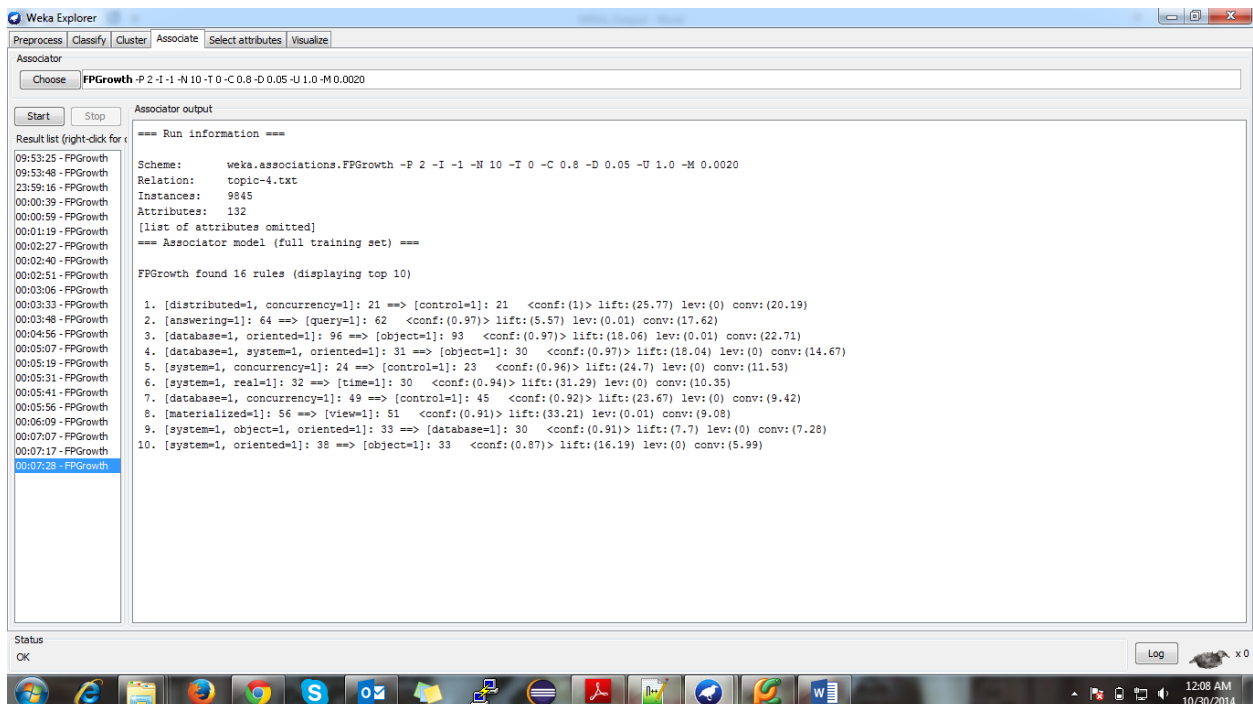 Weka Explorer
Preprocess Classify Cluster Associate Select attributes Visualize
Associator
Choose FPGrowth -P 2 -I -1 -N 10 -T 0 -C 0.8 -D 0.05 -U 1.0 -M 0.0020
Start Stop
Result list (right-click for o
09:53:25 - FPGrowth
09:53:48 - FPGrowth
23:59:16 - FPGrowth
00:00:39 - FPGrowth
00:00:59 - FPGrowth
00:01:19 - FPGrowth
00:02:27 - FPGrowth
00:02:40 - FPGrowth
00:02:51 - FPGrowth
00:03:06 - FPGrowth
00:03:33 - FPGrowth
00:03:48 - FPGrowth
00:04:56 - FPGrowth
00:05:07 - FPGrowth
00:05:19 - FPGrowth
00:05:31 - FPGrowth
00:05:41 - FPGrowth
00:05:56 - FPGrowth
00:06:09 - FPGrowth
00:07:07 - FPGrowth
00:07:17 - FPGrowth
00:07:28 - FPGrowth
Associator output
=== Run information ===
Scheme: weka.associations.FPGrowth -P 2 -I -1 -N 10 -T 0 -C 0.8 -D 0.05 -U 1.0 -M 0.0020
Relation: topic-4.txt
Instances: 9845
Attributes: 132
[list of attributes omitted]
=== Associator model (full training set) ===
FPGrowth found 16 rules (displaying top 10)
1. [distributed=1, concurrency=1]: 21 ==> [control=1]: 21 <conf:(1)> lift:(25.77) lev:(0) conv:(20.19)
2. [answering=1]: 64 ==> [query=1]: 62 <conf:(0.97)> lift:(5.57) lev:(0.01) conv:(17.62)
3. [database=1, oriented=1]: 96 ==> [object=1]: 93 <conf:(0.97)> lift:(18.06) lev:(0.01) conv:(22.71)
4. [database=1, system=1, oriented=1]: 31 ==> [object=1]: 30 <conf:(0.97)> lift:(18.04) lev:(0) conv:(14.67)
5. [system=1, concurrency=1]: 24 ==> [control=1]: 23 <conf:(0.96)> lift:(24.7) lev:(0) conv:(11.53)
6. [system=1, real=1]: 32 ==> [time=1]: 30 <conf:(0.94)> lift:(31.29) lev:(0) conv:(10.35)
7. [database=1, concurrency=1]: 49 ==> [control=1]: 45 <conf:(0.92)> lift:(23.67) lev:(0) conv:(9.42)
8. [materialized=1]: 56 ==> [view=1]: 51 <conf:(0.91)> lift:(33.21) lev:(0.01) conv:(9.08)
9. [system=1, object=1, oriented=1]: 33 ==> [database=1]: 30 <conf:(0.91)> lift:(7.7) lev:(0) conv:(7.28)
10. [system=1, oriented=1]: 38 ==> [object=1]: 33 <conf:(0.87)> lift:(16.19) lev:(0) conv:(5.99)
Status
OK
Log x 0
12:08 AM
10/30/2014